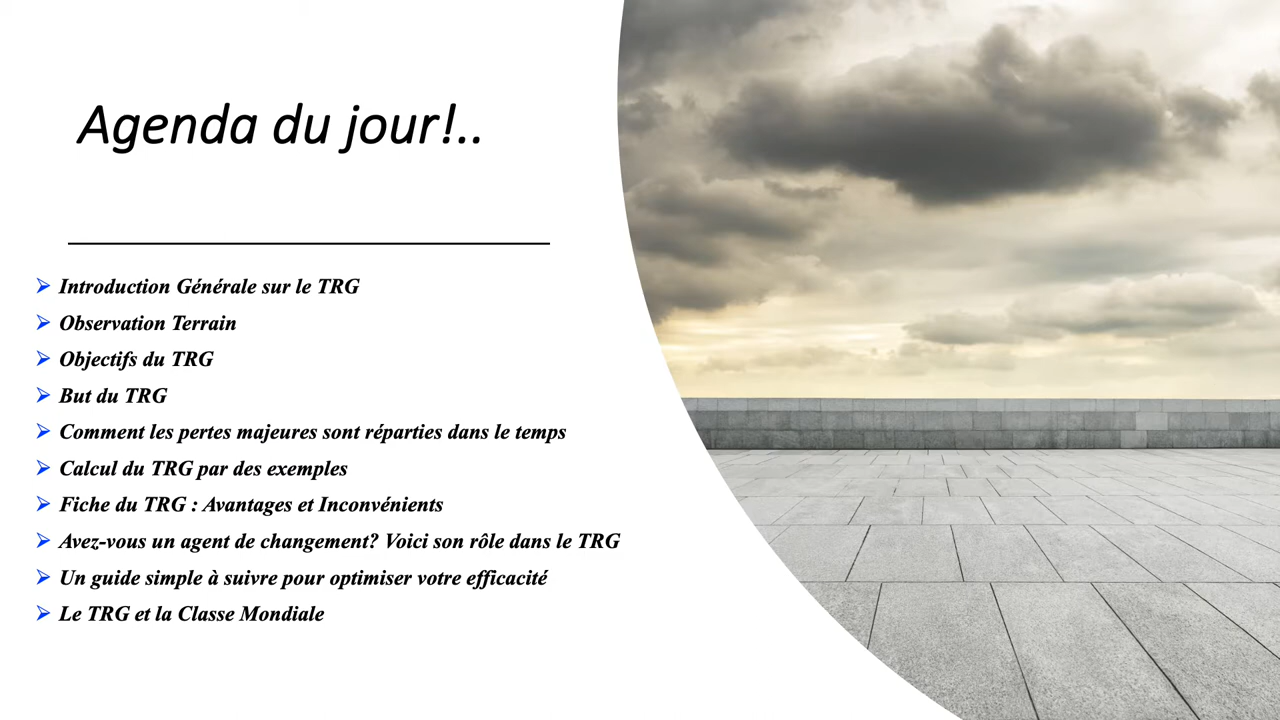 Agenda du jour!..
➢ Introduction Générale sur le TRG
➢ Observation Terrain
➢ Objectifs du TRG
➢ But du TRG
➢ Comment les pertes majeures sont réparties dans le temps
➢ Calcul du TRG par des exemples
➢ Fiche du TRG : Avantages et Inconvénients
➢ Avez-vous un agent de changement? Voici son rôle dans le TRG
➢ Un guide simple à suivre pour optimiser votre efficacité
➢ Le TRG et la Classe Mondiale